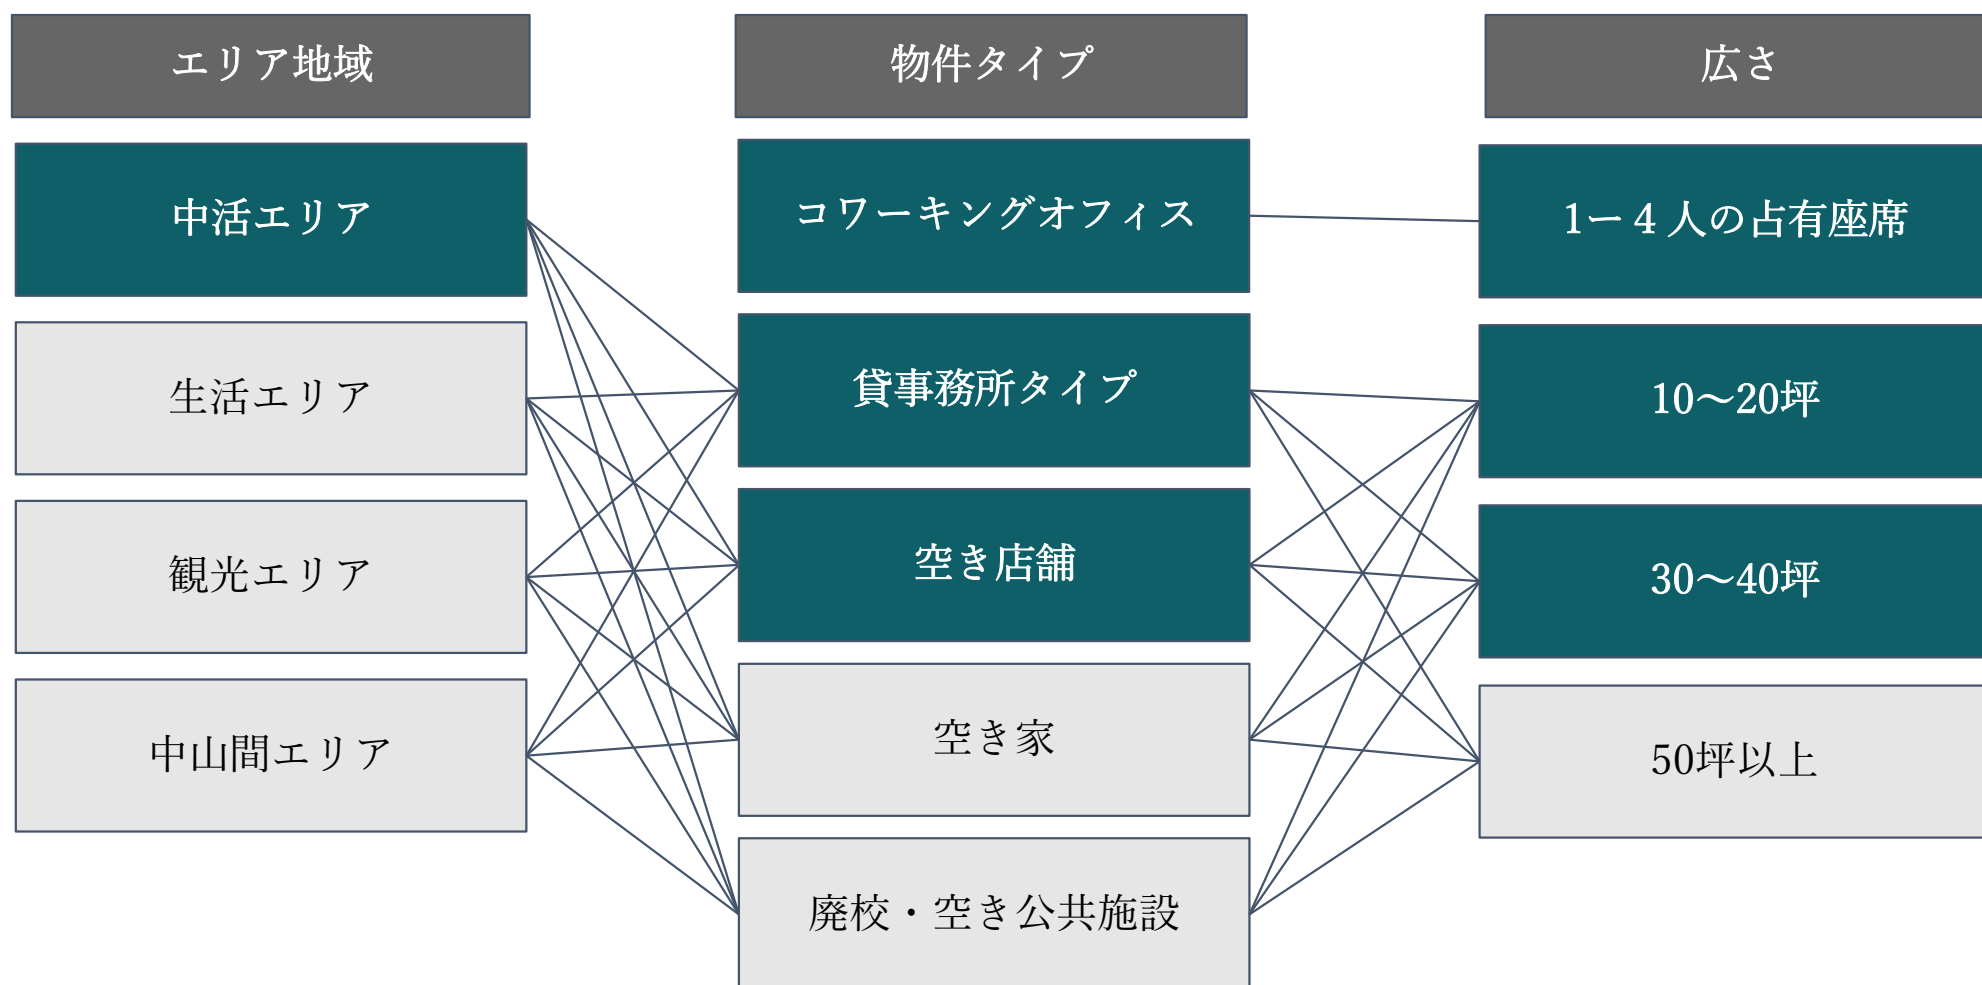 エリア地域
中活エリア
生活エリア
観光エリア
中山間エリア
物件タイプ
コワーキングオフィス
貸事務所タイプ
空き店舗
空き家
廃校・空き公共施設
広さ
1ー４人の占有座席
10〜20坪
30〜40坪
50坪以上